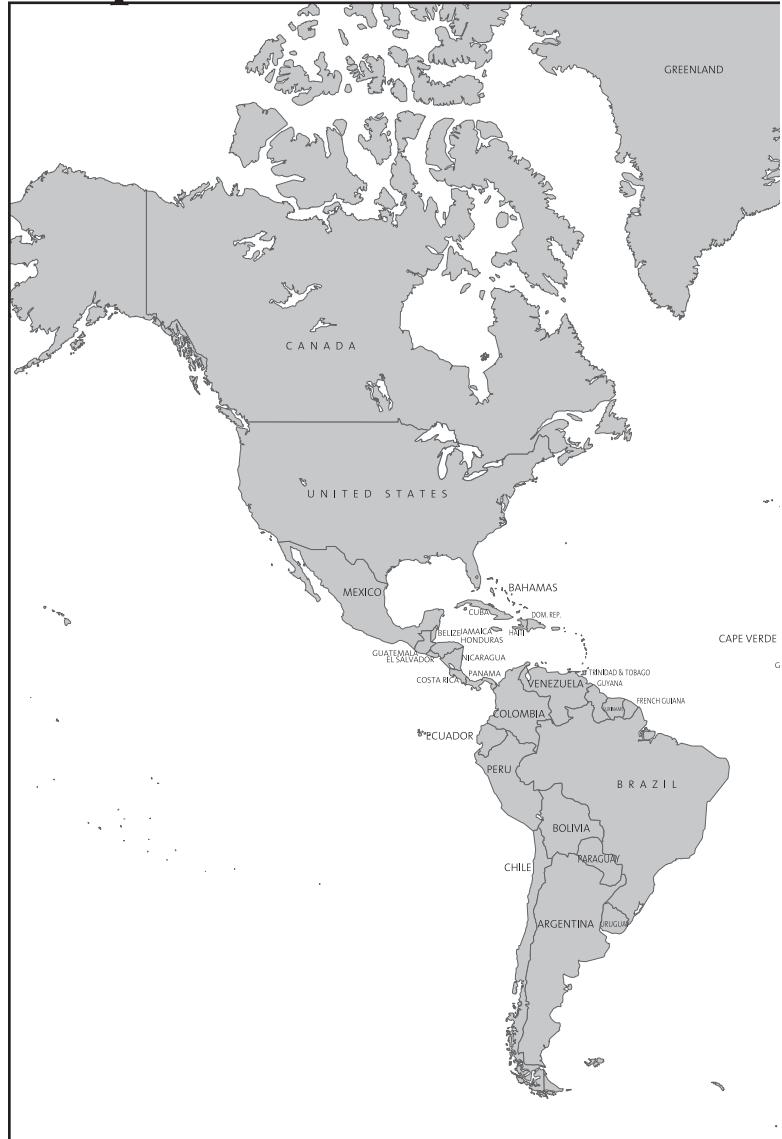 GREENLAND
CANADA
UNITED STATES
MEXICO
BAHAMAS
CUBA
DOM. REP.
HAITI
BELIZE
JAMAICA
HONDURAS
GUATEMALA
EL SALVADOR
NICARAGUA
COSTA RICA
PANAMA
CAPE VERDE
TRINIDAD & TOBAGO
VENEZUELA
GUYANA
SURINAME
FRENCH GUIANA
COLOMBIA
ECUADOR
PERU
BRAZIL
BOLIVIA
PARAGUAY
CHILE
ARGENTINA
URUGUAY